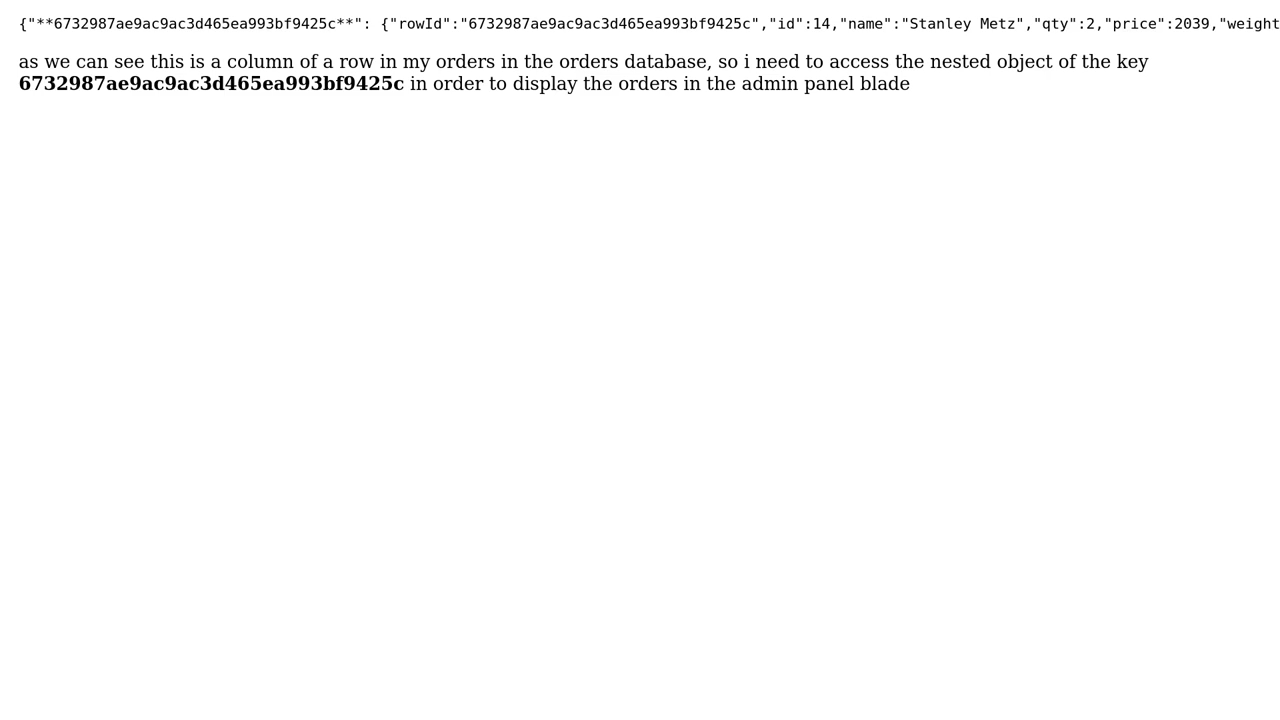 {"**6732987ae9ac9ac3d465ea993bf9425c**": {"rowId":"6732987ae9ac9ac3d465ea993bf9425c","id":14,"name":"Stanley Metz","qty":2,"price":2039,"weight
as we can see this is a column of a row in my orders in the orders database, so i need to access the nested object of the key
6732987ae9ac9ac3d465ea993bf9425c in order to display the orders in the admin panel blade